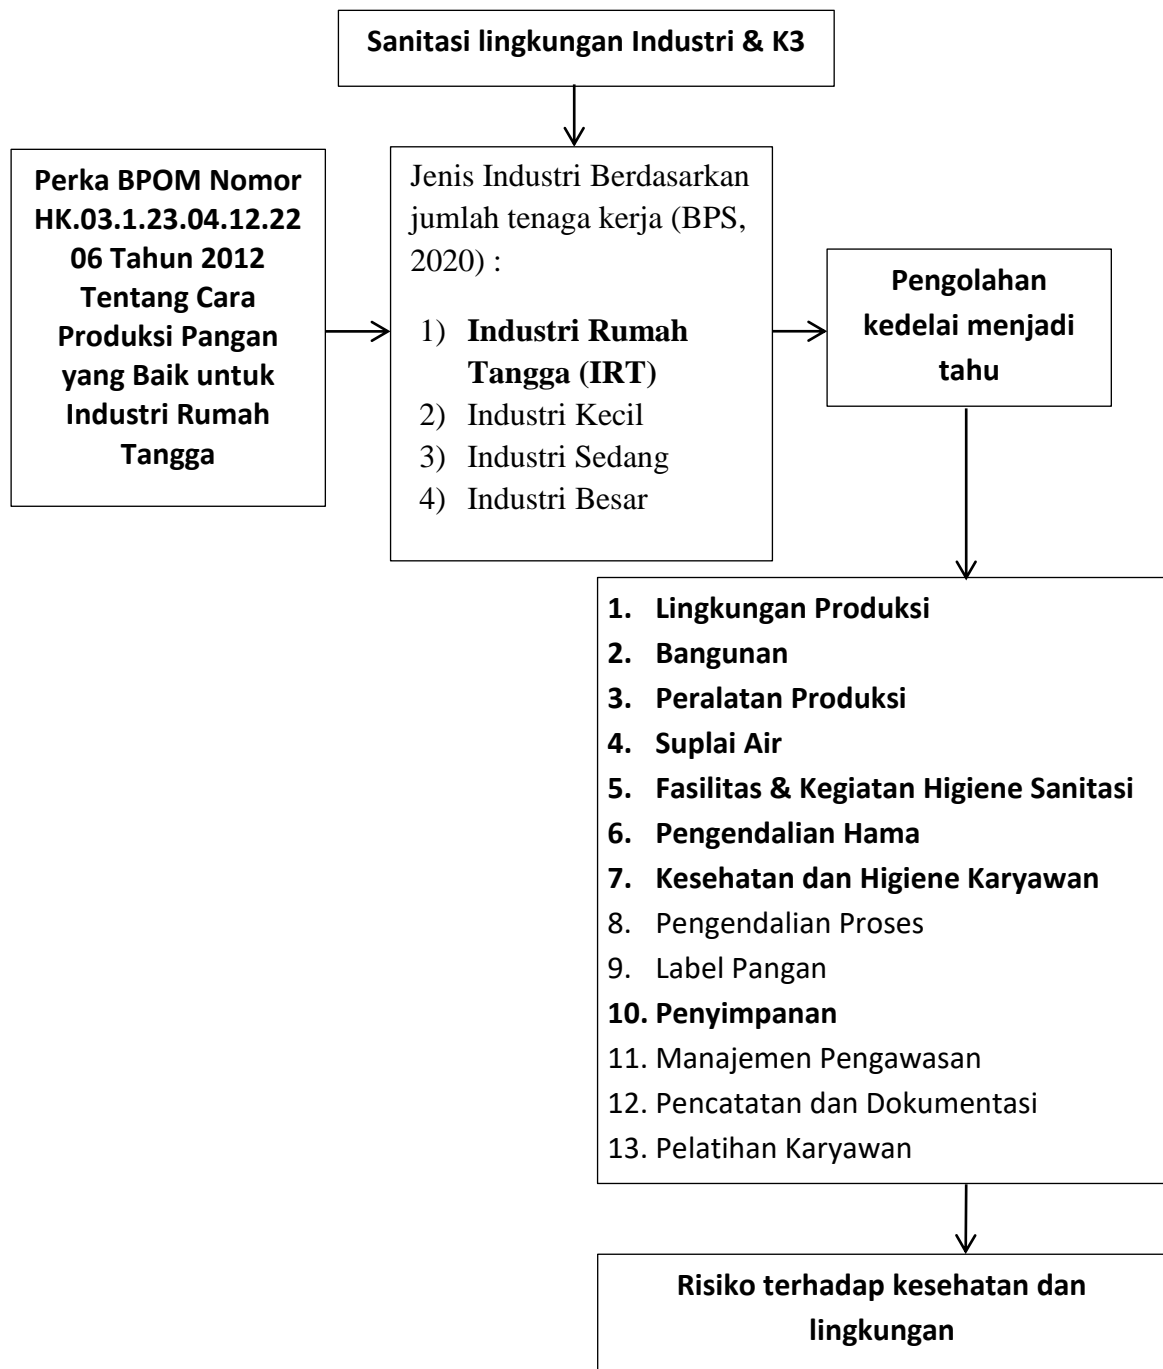 Sanitasi lingkungan Industri & K3
Perka BPOM Nomor
HK.03.1.23.04.12.22
06 Tahun 2012
Tentang Cara
Produksi Pangan
yang Baik untuk
Industri Rumah
Tangga
Jenis Industri Berdasarkan
jumlah tenaga kerja (BPS,
2020) :
1) Industri Rumah
Tangga (IRT)
2) Industri Kecil
3) Industri Sedang
4) Industri Besar
Pengolahan
kedelai menjadi
tahu
1. Lingkungan Produksi
2. Bangunan
3. Peralatan Produksi
4. Suplai Air
5. Fasilitas & Kegiatan Higiene Sanitasi
6. Pengendalian Hama
7. Kesehatan dan Higiene Karyawan
8. Pengendalian Proses
9. Label Pangan
10. Penyimpanan
11. Manajemen Pengawasan
12. Pencatatan dan Dokumentasi
13. Pelatihan Karyawan
Risiko terhadap kesehatan dan
lingkungan